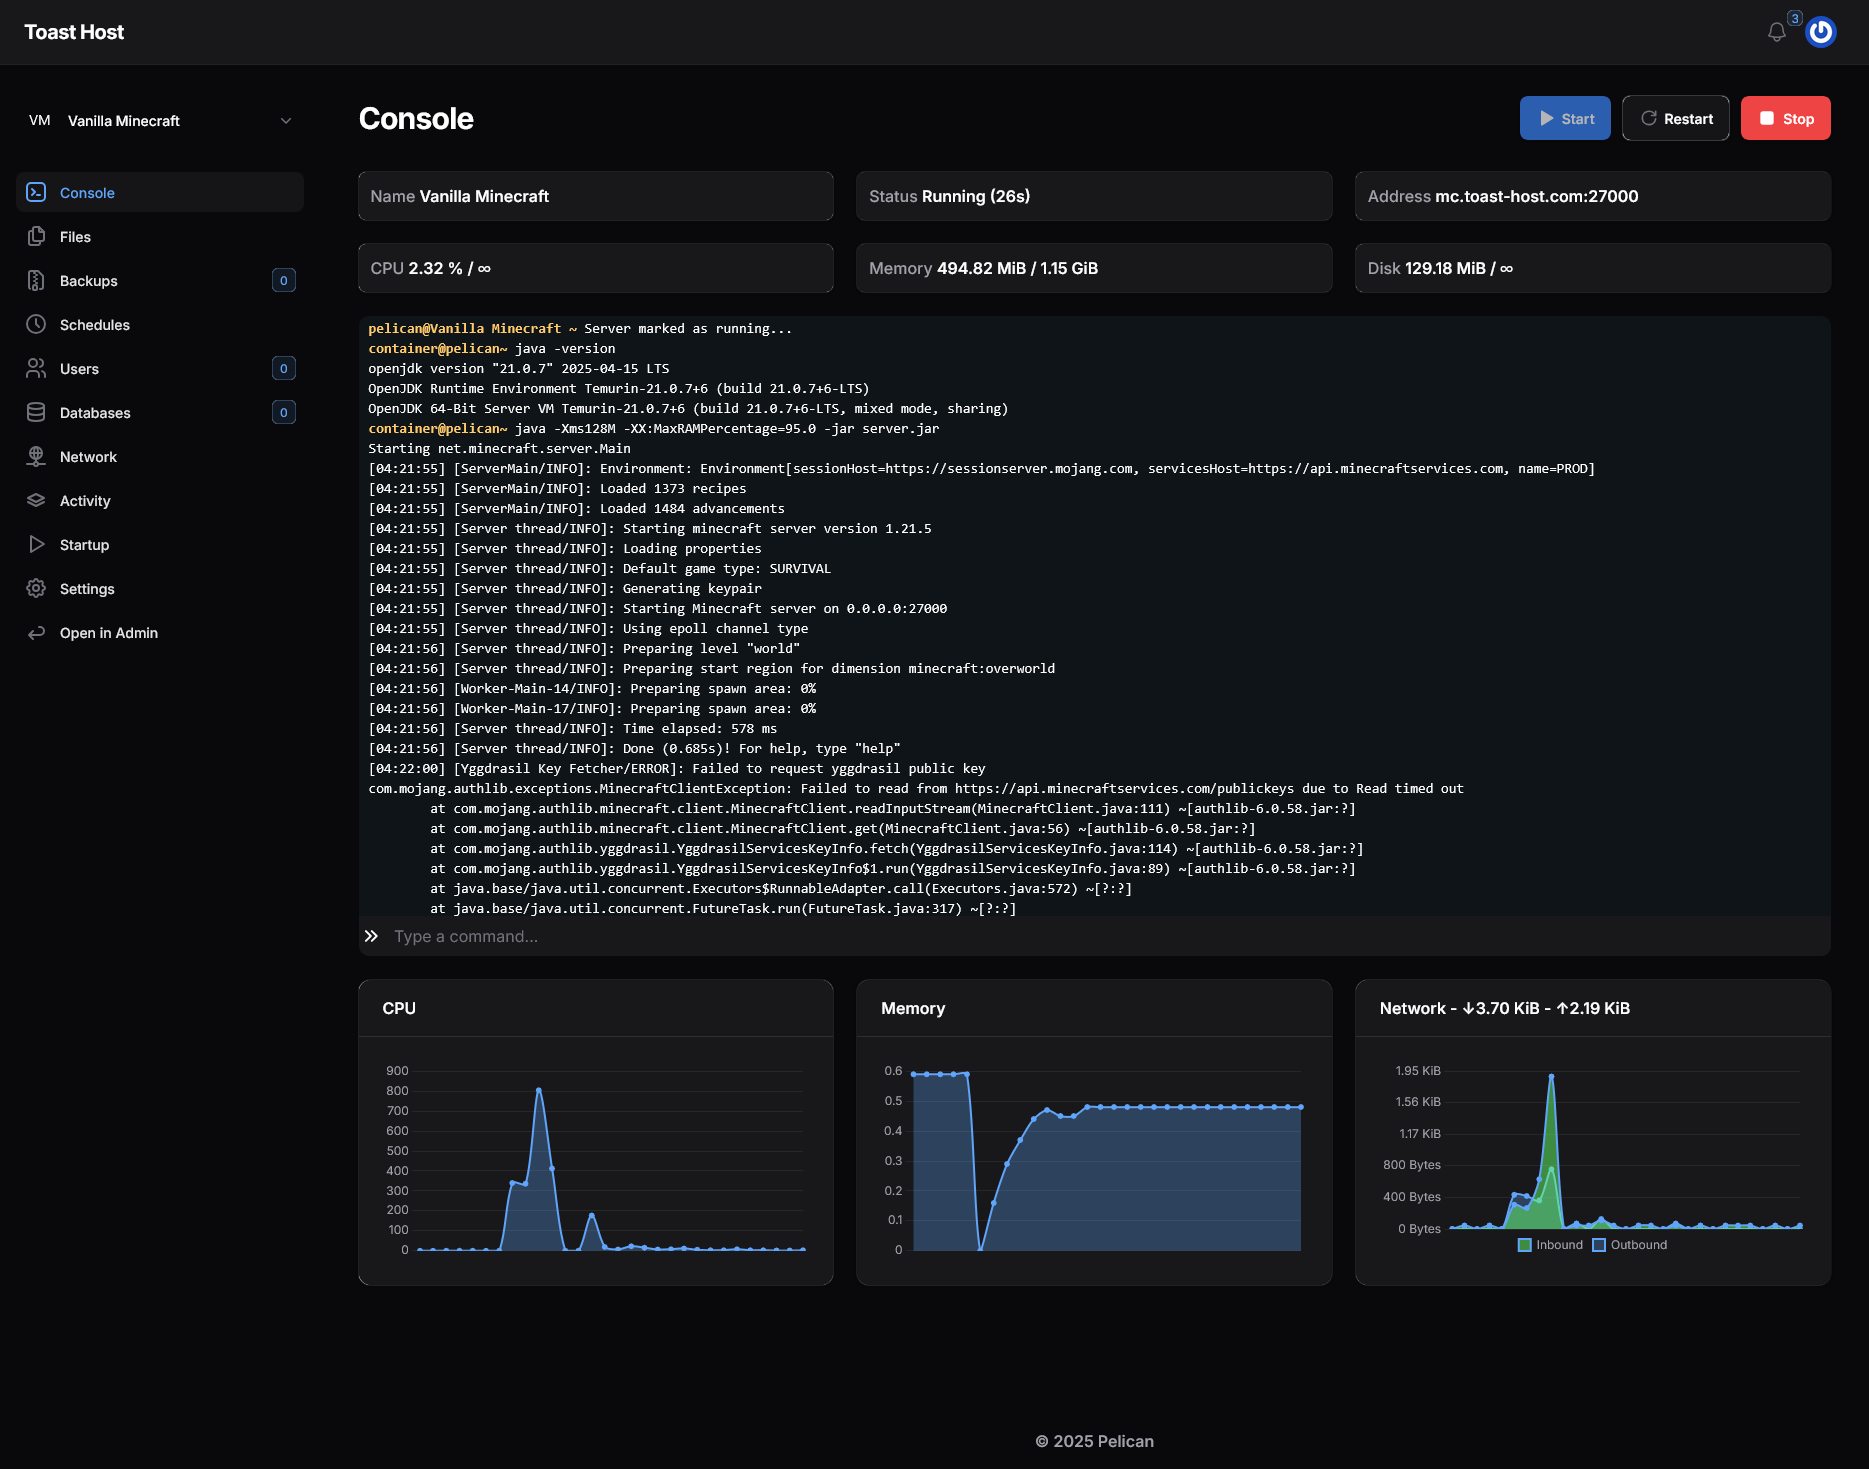 Toast Host
3
VM Vanilla Minecraft
Console
Files
Backups 0
Schedules
Users 0
Databases 0
Network
Activity
Startup
Settings
Open in Admin
Console
Start
Restart
Stop
Name Vanilla Minecraft
Status Running (26s)
Address mc.toast-host.com:27000
CPU 2.32 % / ∞
Memory 494.82 MiB / 1.15 GiB
Disk 129.18 MiB / ∞
pelican@Vanilla Minecraft ~ Server marked as running...
container@pelican~ java -version
openjdk version "21.0.7" 2025-04-15 LTS
OpenJDK Runtime Environment Temurin-21.0.7+6 (build 21.0.7+6-LTS)
OpenJDK 64-Bit Server VM Temurin-21.0.7+6 (build 21.0.7+6-LTS, mixed mode, sharing)
container@pelican~ java -Xms128M -XX:MaxRAMPercentage=95.0 -jar server.jar
Starting net.minecraft.server.Main
[04:21:55] [ServerMain/INFO]: Environment: Environment[sessionHost=https://sessionserver.mojang.com, servicesHost=https://api.minecraftservices.com, name=PROD]
[04:21:55] [ServerMain/INFO]: Loaded 1373 recipes
[04:21:55] [ServerMain/INFO]: Loaded 1484 advancements
[04:21:55] [Server thread/INFO]: Starting minecraft server version 1.21.5
[04:21:55] [Server thread/INFO]: Loading properties
[04:21:55] [Server thread/INFO]: Default game type: SURVIVAL
[04:21:55] [Server thread/INFO]: Generating keypair
[04:21:55] [Server thread/INFO]: Starting Minecraft server on 0.0.0.0:27000
[04:21:55] [Server thread/INFO]: Using epoll channel type
[04:21:56] [Server thread/INFO]: Preparing level "world"
[04:21:56] [Server thread/INFO]: Preparing start region for dimension minecraft:overworld
[04:21:56] [Worker-Main-14/INFO]: Preparing spawn area: 0%
[04:21:56] [Worker-Main-17/INFO]: Preparing spawn area: 0%
[04:21:56] [Server thread/INFO]: Time elapsed: 578 ms
[04:21:56] [Server thread/INFO]: Done (0.685s)! For help, type "help"
[04:22:00] [Yggdrasil Key Fetcher/ERROR]: Failed to request yggdrasil public key
com.mojang.authlib.exceptions.MinecraftClientException: Failed to read from https://api.minecraftservices.com/publickeys due to Read timed out
at com.mojang.authlib.minecraft.client.MinecraftClient.readInputStream(MinecraftClient.java:111) ~[authlib-6.0.58.jar:?]
at com.mojang.authlib.minecraft.client.MinecraftClient.get(MinecraftClient.java:56) ~[authlib-6.0.58.jar:?]
at com.mojang.authlib.yggdrasil.YggdrasilServicesKeyInfo.fetch(YggdrasilServicesKeyInfo.java:114) ~[authlib-6.0.58.jar:?]
at com.mojang.authlib.yggdrasil.YggdrasilServicesKeyInfo$1.run(YggdrasilServicesKeyInfo.java:89) ~[authlib-6.0.58.jar:?]
at java.base/java.util.concurrent.Executors$RunnableAdapter.call(Executors.java:572) ~[?:?]
at java.base/java.util.concurrent.FutureTask.run(FutureTask.java:317) ~[?:?]
Type a command...
CPU
900
800
700
600
500
400
300
200
100
0
Memory
0.6
0.5
0.4
0.3
0.2
0.1
0
Network - ↓3.70 KiB - ↑2.19 KiB
1.95 KiB
1.56 KiB
1.17 KiB
800 Bytes
400 Bytes
0 Bytes
Inbound Outbound
© 2025 Pelican